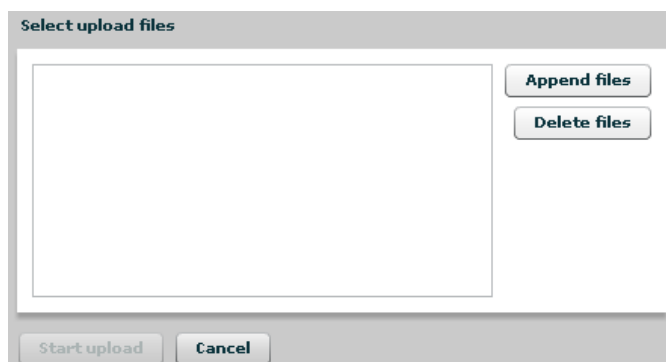 Select upload files
Append files
Delete files
Start upload
Cancel